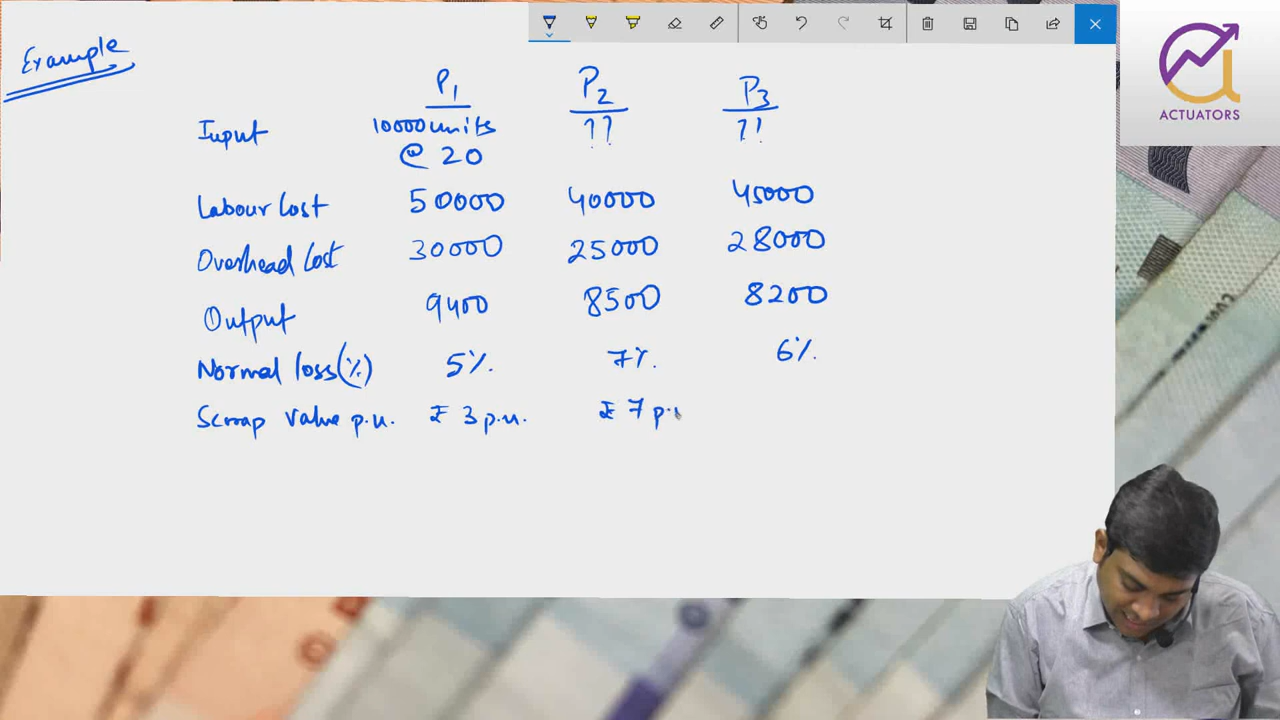 Example
P1 P2 P3
Input 10000 units ?? ??
@ 20
Labour Cost 50000 40000 45000
Overhead Cost 30000 25000 28000
Output 9400 8500 8200
Normal loss(%) 5%. 7%. 6%.
Scrap Value p.u. ₹ 3 p.u. ₹ 7 p.u
ACTUATORS